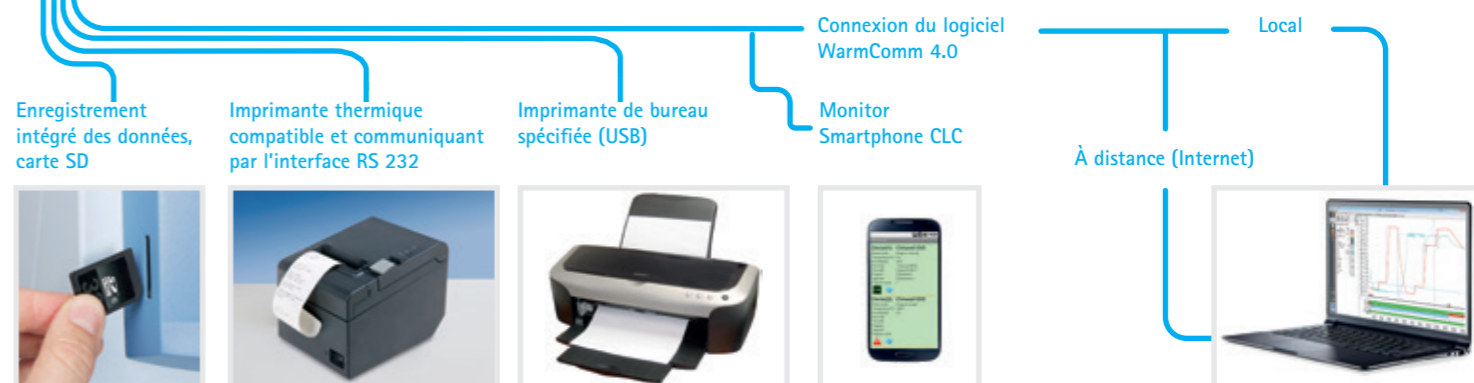 Connexion du logiciel
WarmComm 4.0
Local
Enregistrement
intégré des données,
carte SD
Imprimante thermique
compatible et communiquant
par l'interface RS 232
Imprimante de bureau
spécifiée (USB)
Monitor
Smartphone CLC
À distance (Internet)